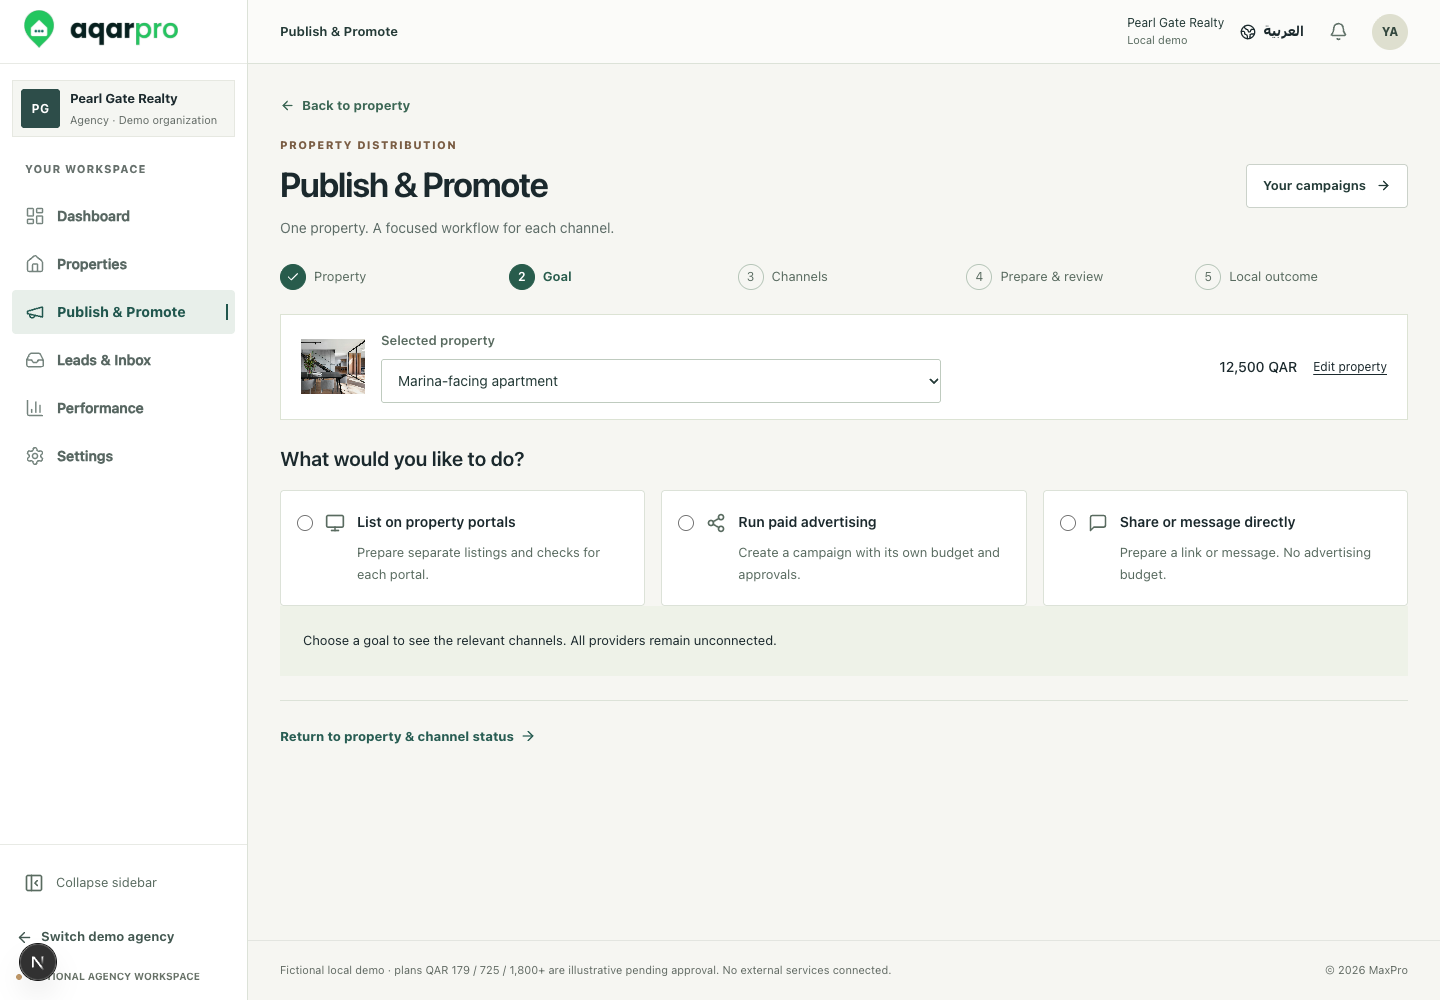 aqarpro
Publish & Promote
Pearl Gate Realty
Local demo
العربية
YA
PG
Pearl Gate Realty
Agency · Demo organization
YOUR WORKSPACE
Dashboard
Properties
Publish & Promote
Leads & Inbox
Performance
Settings
Collapse sidebar
Switch demo agency
N
AGENCY WORKSPACE
Back to property
PROPERTY DISTRIBUTION
Publish & Promote
Your campaigns
One property. A focused workflow for each channel.
Property
2 Goal
3 Channels
4 Prepare & review
5 Local outcome
Selected property
Marina-facing apartment
12,500 QAR
Edit property
What would you like to do?
List on property portals
Prepare separate listings and checks for
each portal.
Run paid advertising
Create a campaign with its own budget and
approvals.
Share or message directly
Prepare a link or message. No advertising
budget.
Choose a goal to see the relevant channels. All providers remain unconnected.
Return to property & channel status
Fictional local demo · plans QAR 179 / 725 / 1,800+ are illustrative pending approval. No external services connected.
© 2026 MaxPro